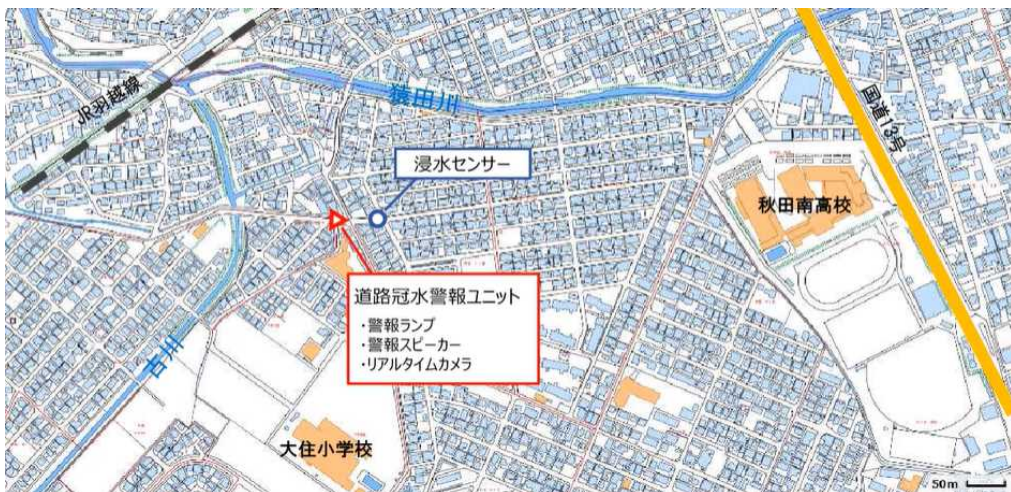 JR羽越線
猿田川
国道13号
浸水センサー
秋田南高校
道路冠水警報ユニット
・警報ランプ
・警報スピーカー
・リアルタイムカメラ
古川
大住小学校
50m